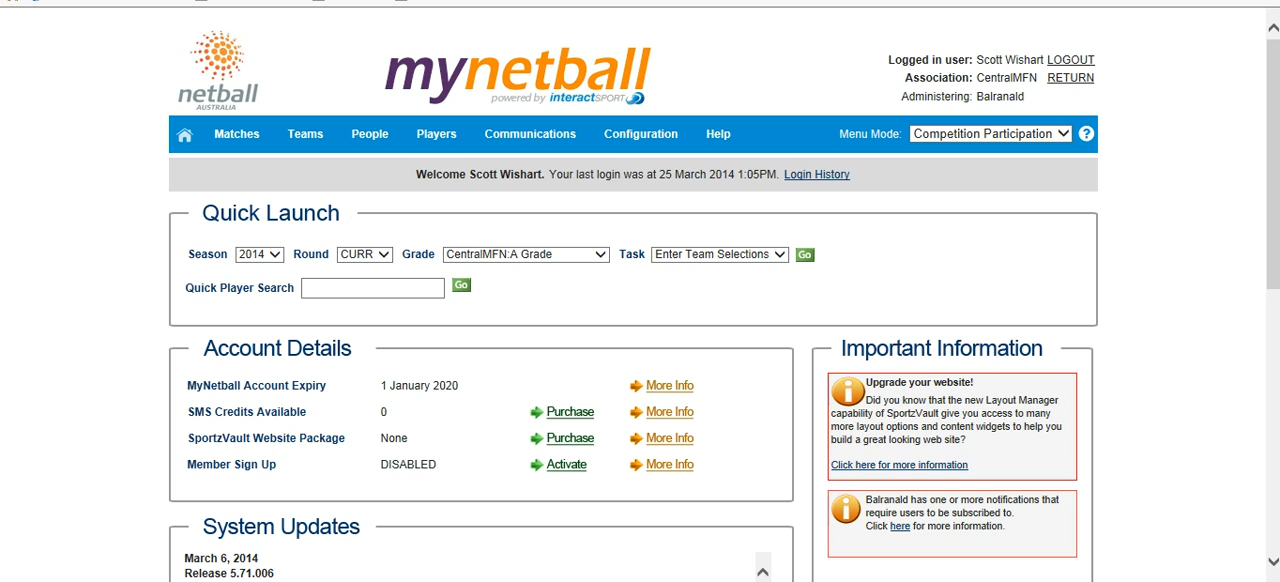 netball
AUSTRALIA
mynetball
powered by interactSPORT
Logged in user: Scott Wishart LOGOUT
Association: CentralMFN RETURN
Administering: Balranald
Matches Teams People Players Communications Configuration Help Menu Mode: Competition Participation ?
Welcome Scott Wishart. Your last login was at 25 March 2014 1:05PM. Login History
Quick Launch
Season 2014 Round CURR Grade CentralMFN:A Grade Task Enter Team Selections Go
Quick Player Search Go
Account Details
MyNetball Account Expiry 1 January 2020 More Info
SMS Credits Available 0 Purchase More Info
SportzVault Website Package None Purchase More Info
Member Sign Up DISABLED Activate More Info
Important Information
Upgrade your website!
Did you know that the new Layout Manager
capability of SportzVault give you access to many
more layout options and content widgets to help you
build a great looking web site?
Click here for more information
Balranald has one or more notifications that
require users to be subscribed to.
Click here for more information.
System Updates
March 6, 2014
Release 5.71.006